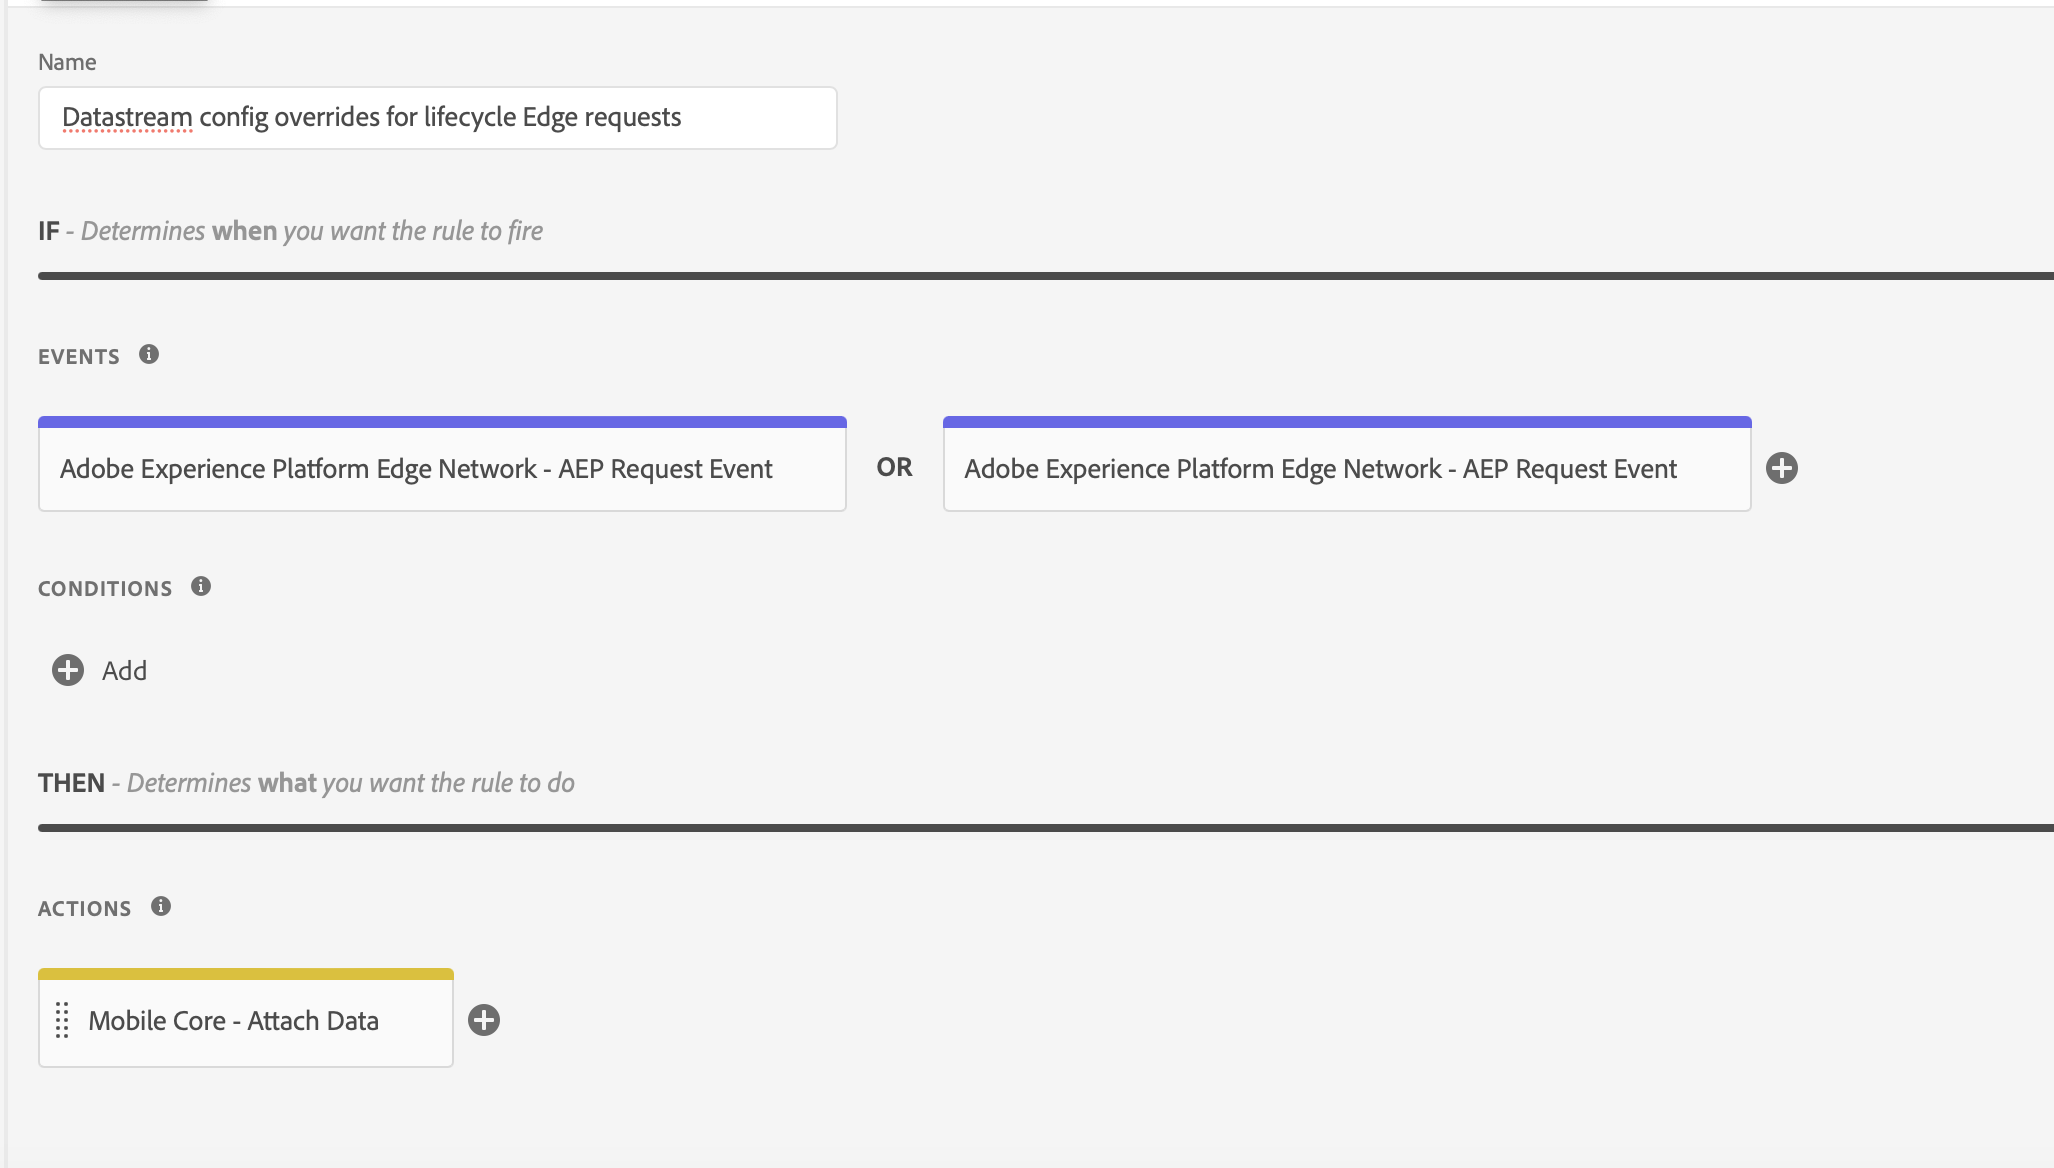 Name
Datastream config overrides for lifecycle Edge requests
IF - Determines when you want the rule to fire
EVENTS
Adobe Experience Platform Edge Network - AEP Request Event OR Adobe Experience Platform Edge Network - AEP Request Event
CONDITIONS
Add
THEN - Determines what you want the rule to do
ACTIONS
Mobile Core - Attach Data